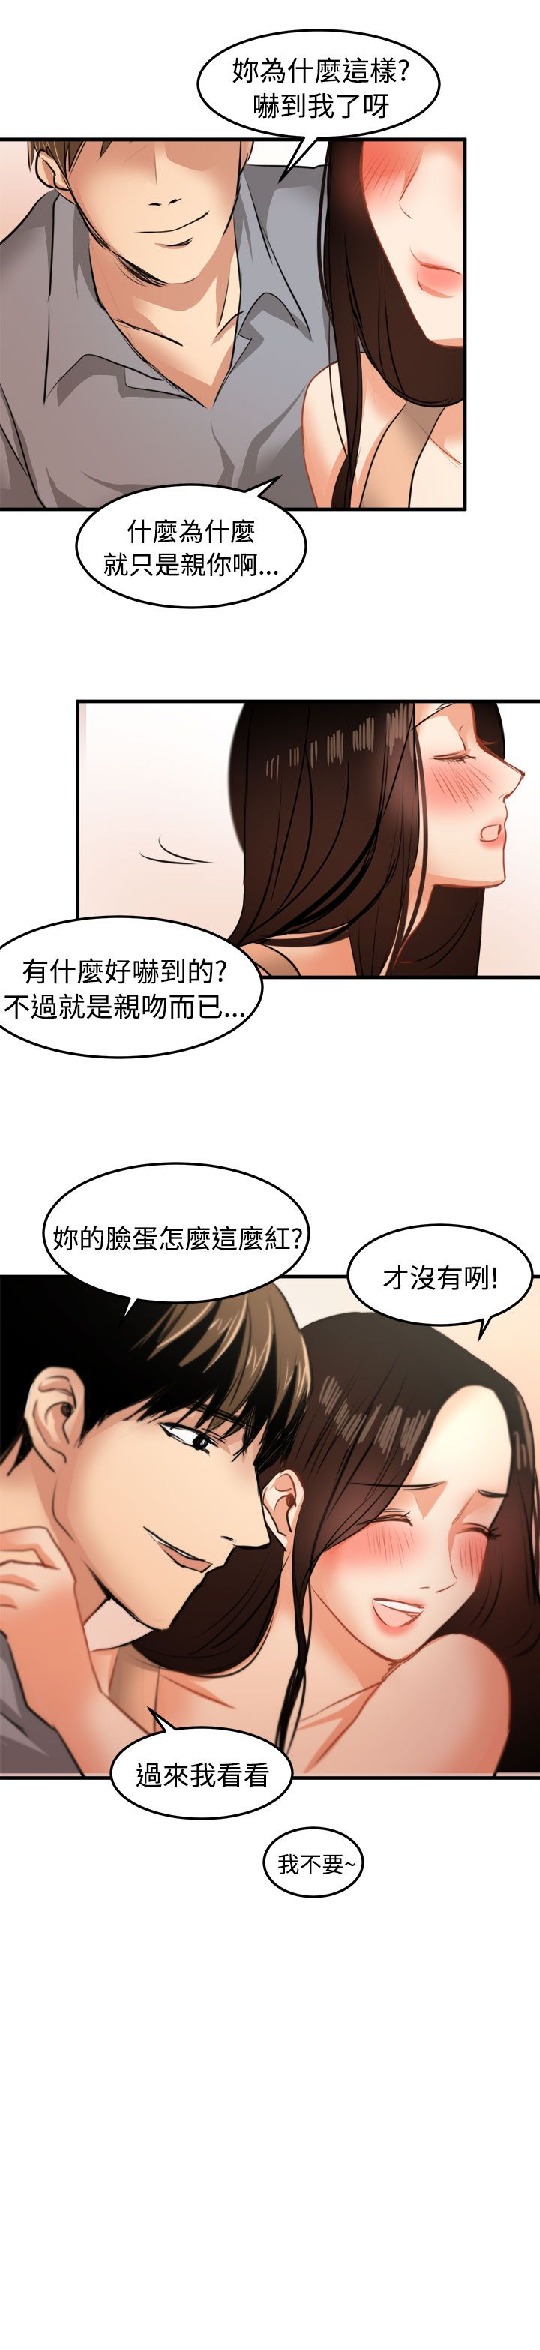 妳為什麼這樣?
嚇到我了呀
什麼為什麼
就只是親你啊...
有什麼好嚇到的?
不過就是親吻而已...
妳的臉蛋怎麼這麼紅?
才沒有咧!
過來我看看
我不要~